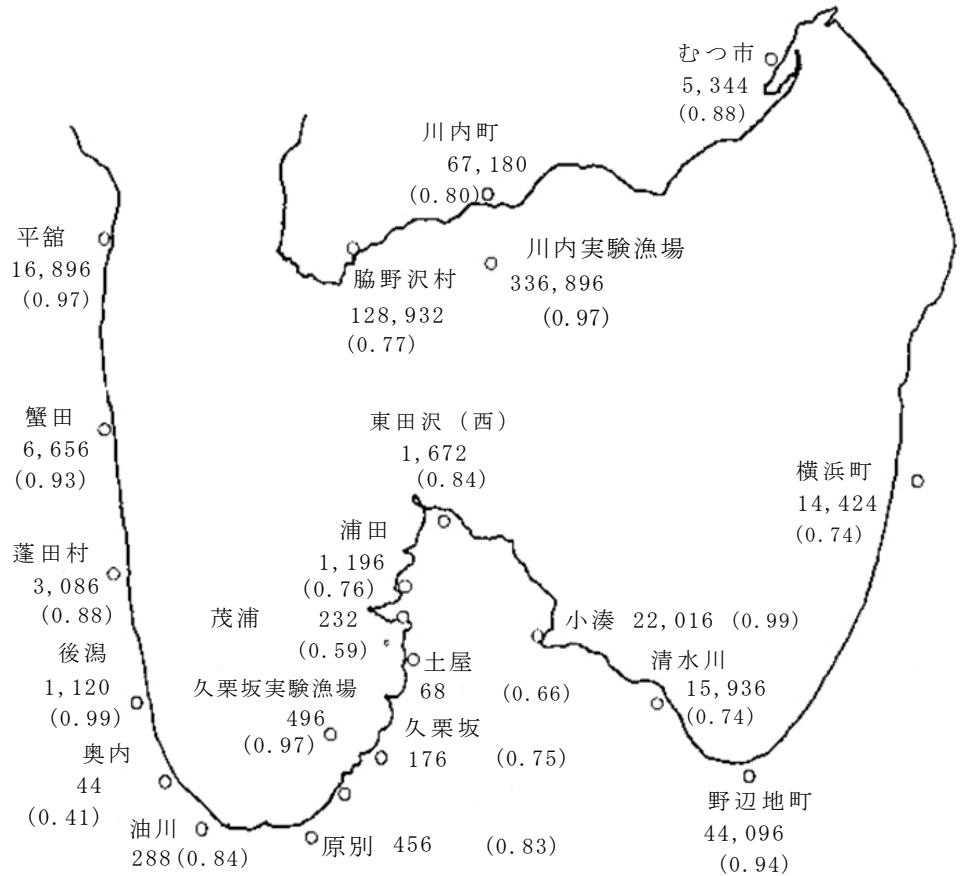 むつ市
5,344
(0.88)
川内町
67,180
(0.80)
平舘
16,896
(0.97)
川内実験漁場
336,896
(0.97)
脇野沢村
128,932
(0.77)
蟹田
6,656
(0.93)
東田沢（西）
1,672
(0.84)
横浜町
14,424
(0.74)
浦田
1,196
(0.76)
蓬田村
3,086
(0.88)
茂浦 232
(0.59)
小湊 22,016 (0.99)
後潟
1,120
(0.99)
土屋
68 (0.66)
清水川
15,936
(0.74)
久栗坂実験漁場
496
(0.97)
久栗坂
176 (0.75)
奥内
44
(0.41)
野辺地町
44,096
(0.94)
油川
288(0.84)
原別 456 (0.83)